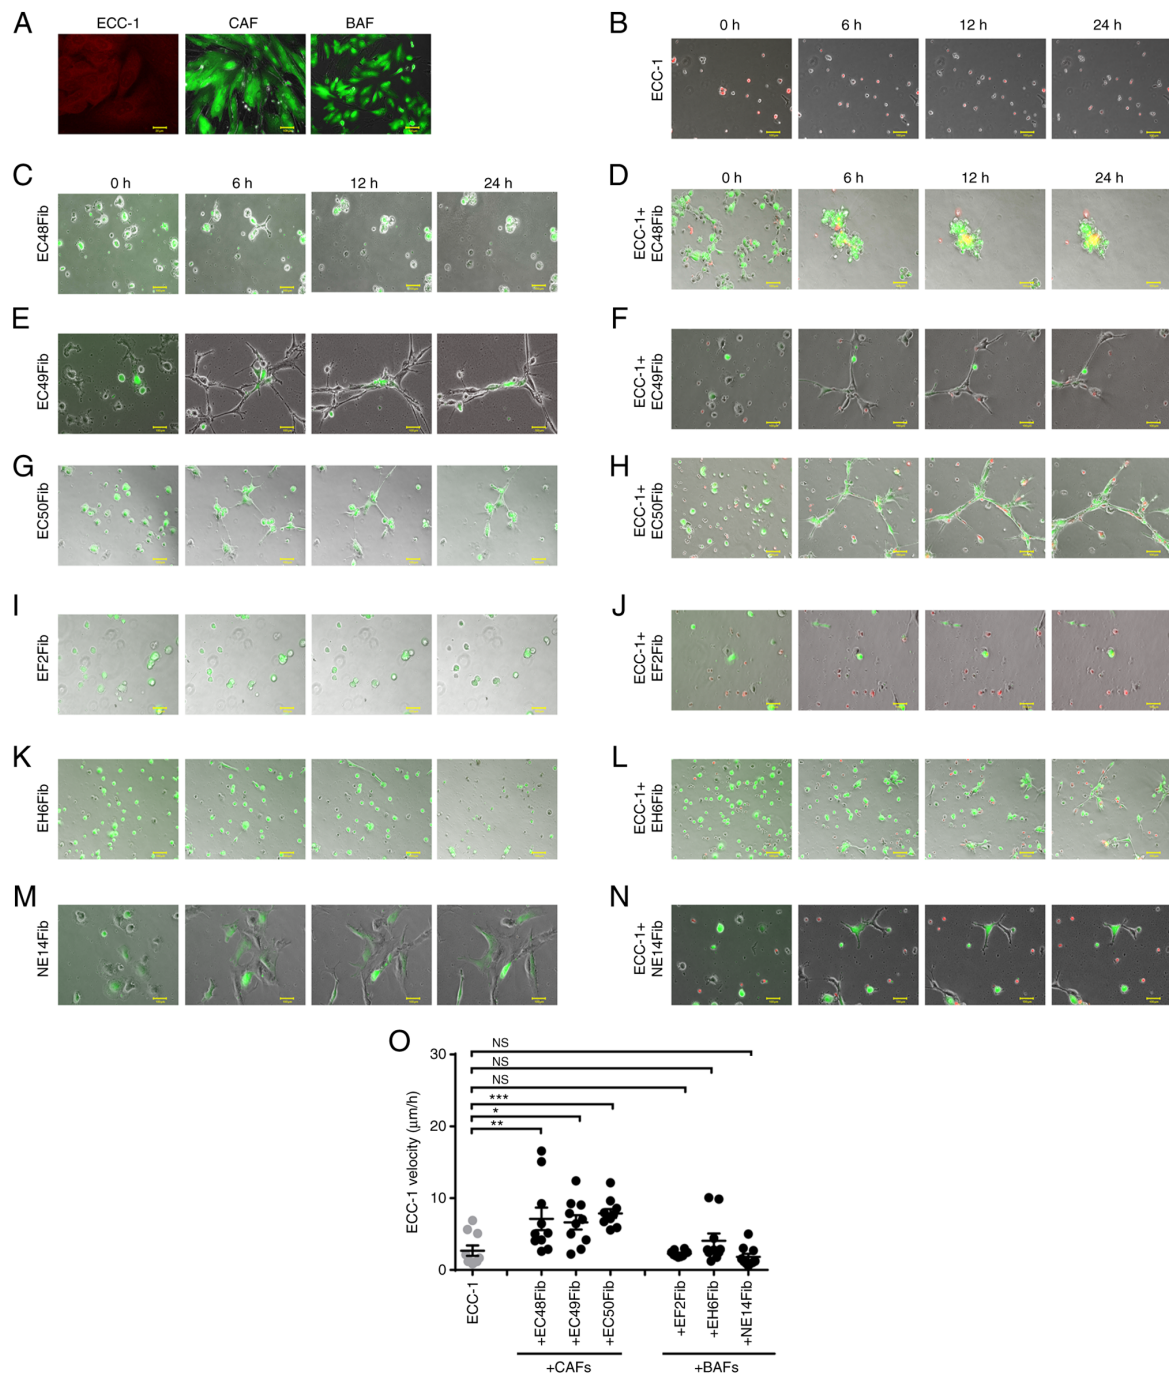 A
ECC-1 CAF BAF
B
0 h 6 h 12 h 24 h
ECC-1
C
0 h 6 h 12 h 24 h
EC48Fib
D
0 h 6 h 12 h 24 h
ECC-1+
EC48Fib
E
EC49Fib
F
ECC-1+
EC49Fib
G
EC50Fib
H
ECC-1+
EC50Fib
I
EF2Fib
J
ECC-1+
EF2Fib
K
EH6Fib
L
ECC-1+
EH6Fib
M
NE14Fib
N
ECC-1+
NE14Fib
O
ECC-1 velocity (μm/h)
30
20
10
0
NS
NS
NS
***
*
**
ECC-1
+EC48Fib
+EC49Fib
+EC50Fib
+EF2Fib
+EH6Fib
+NE14Fib
+CAFs +BAFs